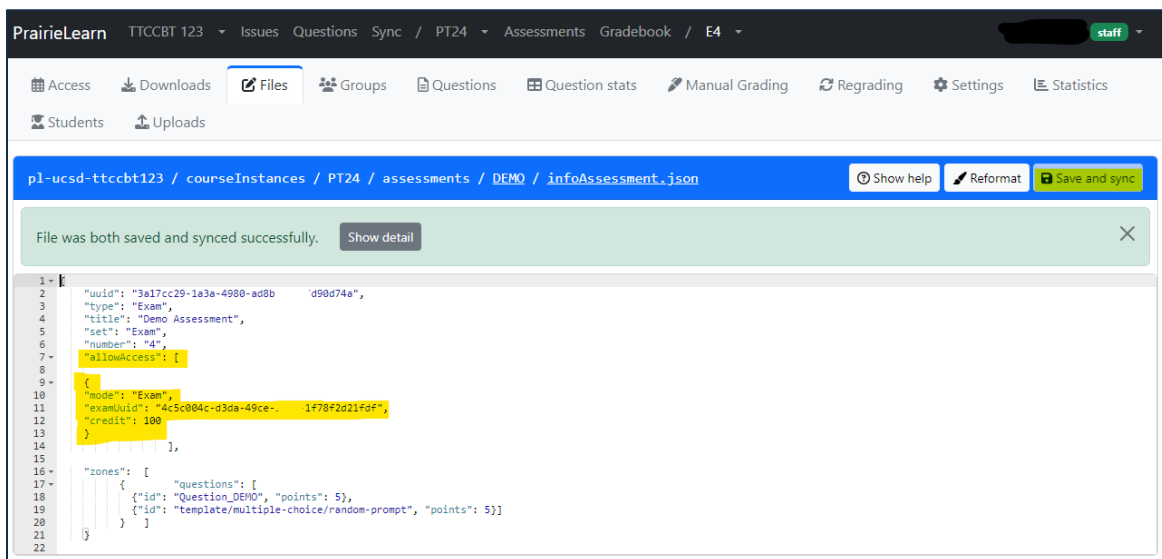 PrairieLearn TTCCBT 123 Issues Questions Sync / PT24 Assessments Gradebook / E4 staff
Access Downloads Files Groups Questions Question stats Manual Grading Regrading Settings Statistics
Students Uploads
pl-ucsd-ttccbt123 / courseInstances / PT24 / assessments / DEMO / infoAssessment.json Show help Reformat Save and sync
File was both saved and synced successfully. Show detail
1 {
2 "uuid": "3a17cc29-1a3a-4980-ad8b 'd90d74a",
3 "type": "Exam",
4 "title": "Demo Assessment",
5 "set": "Exam",
6 "number": "4",
7 "allowAccess": [
8
9 {
10 "mode": "Exam",
11 "examUuid": "4c5c004c-d3da-49ce-. 1f78f2d21fdf",
12 "credit": 100
13 }
14 ],
15
16 "zones": [
17 { "questions": [
18 {"id": "Question_DEMO", "points": 5},
19 {"id": "template/multiple-choice/random-prompt", "points": 5}]
20 } ]
21 }
22